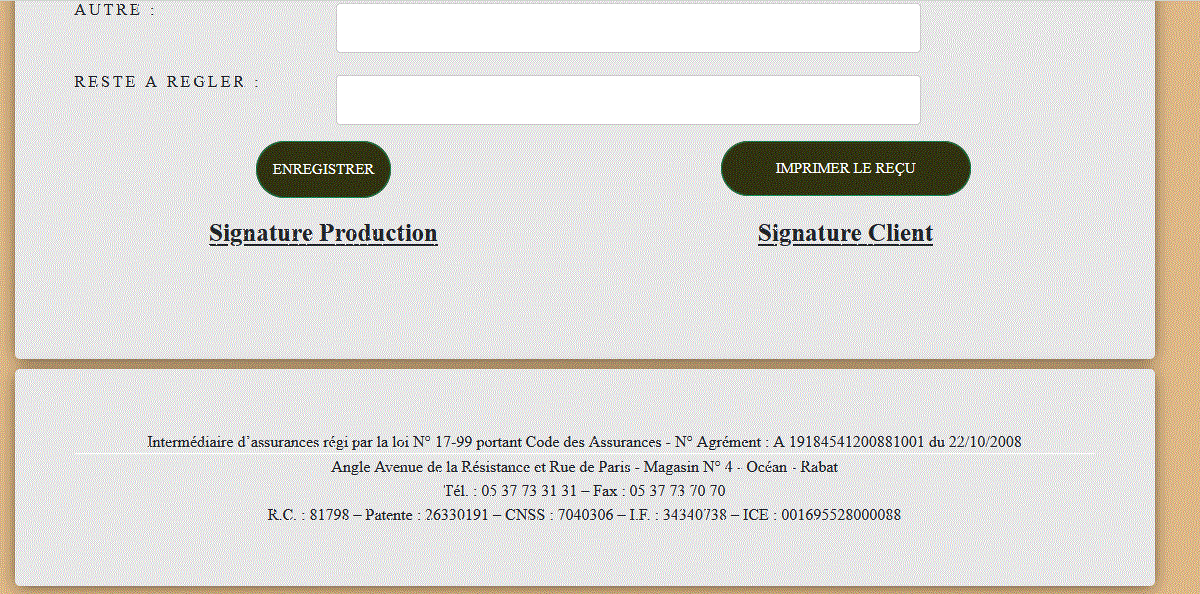 AUTRE :
RESTE A REGLER :
ENREGISTRER
IMPRIMER LE REÇU
Signature Production
Signature Client
Intermédiaire d’assurances régi par la loi N° 17-99 portant Code des Assurances - N° Agrément : A 19184541200881001 du 22/10/2008
Angle Avenue de la Résistance et Rue de Paris - Magasin N° 4 - Océan - Rabat
Tél. : 05 37 73 31 31 – Fax : 05 37 73 70 70
R.C. : 81798 – Patente : 26330191 – CNSS : 7040306 – I.F. : 34340738 – ICE : 001695528000088